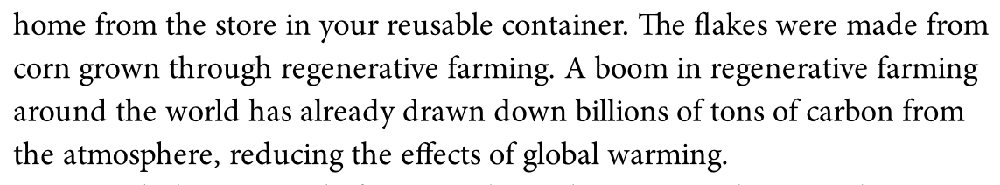 home from the store in your reusable container. The flakes were made from
corn grown through regenerative farming. A boom in regenerative farming
around the world has already drawn down billions of tons of carbon from
the atmosphere, reducing the effects of global warming.